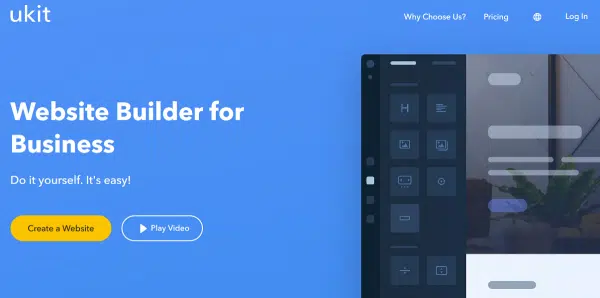 ukit
Why Choose Us?
Pricing
Log In
Website Builder for
Business
Do it yourself. It's easy!
Create a Website
Play Video